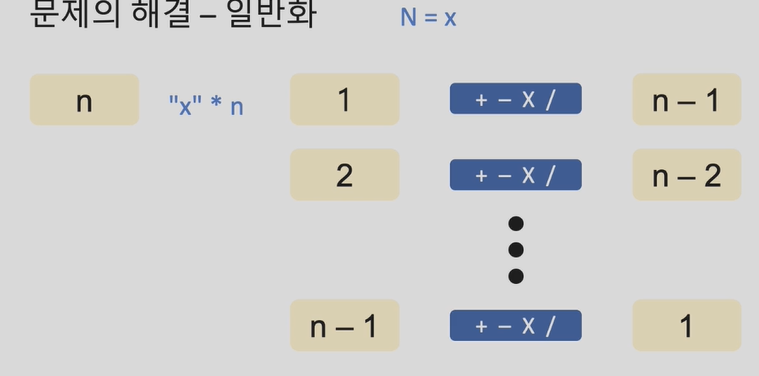 문제의 해결 – 일반화 N = x
n "x" * n 1 + – X / n – 1
2 + – X / n – 2
n – 1 + – X / 1